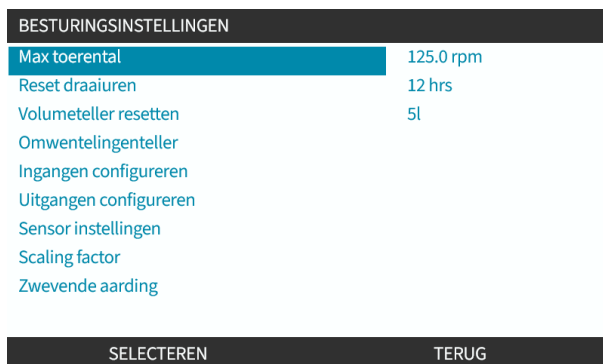 BESTURINGSINSTELLINGEN
Max toerental 125.0 rpm
Reset draaiuren 12 hrs
Volumeteller resetten 5l
Omwentelingenteller
Ingangen configureren
Uitgangen configureren
Sensor instellingen
Scaling factor
Zwevende aarding
SELECTEREN TERUG